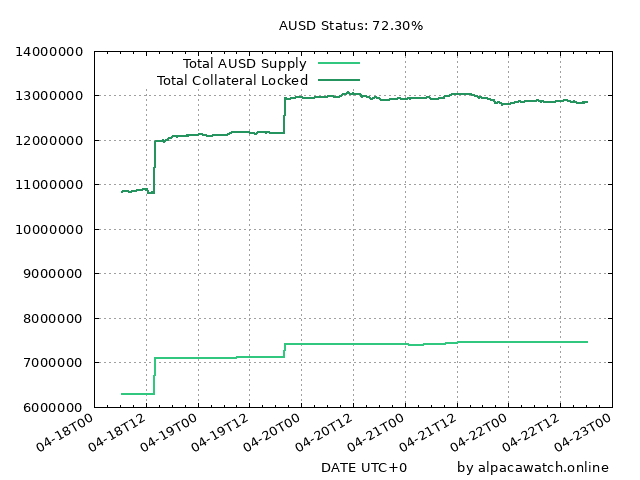 AUSD Status: 72.30%
Total AUSD Supply
Total Collateral Locked
14000000
13000000
12000000
11000000
10000000
9000000
8000000
7000000
6000000
04-18T00
04-18T12
04-19T00
04-19T12
04-20T00
04-20T12
04-21T00
04-21T12
04-22T00
04-22T12
04-23T00
DATE UTC+0
by alpacawatch.online